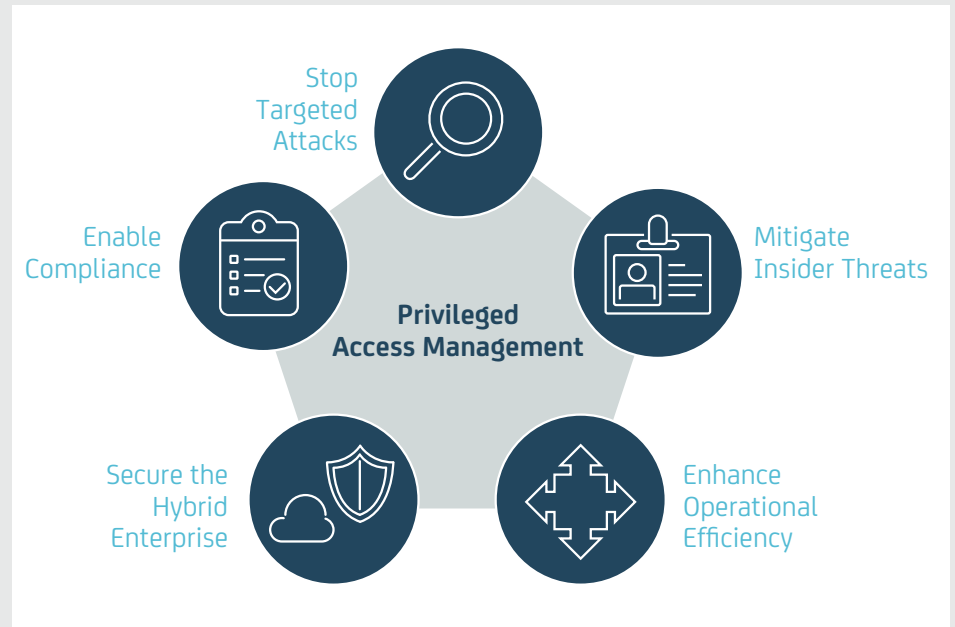 Stop
Targeted
Attacks
Enable
Compliance
Mitigate
Insider Threats
Privileged
Access Management
Secure the
Hybrid
Enterprise
Enhance
Operational
Efficiency